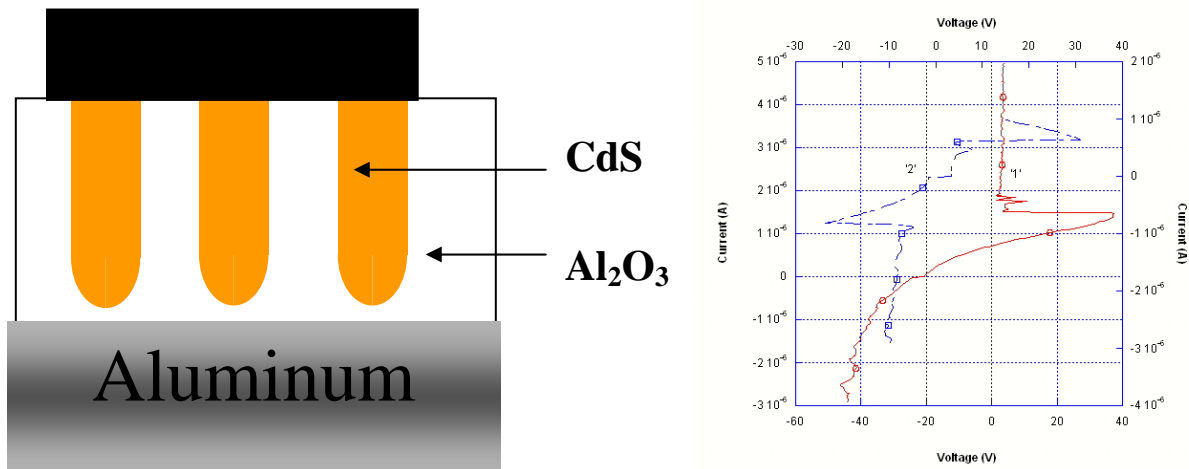 CdS
Al₂O₃
Aluminum
Voltage (V)
-30 -20 -10 0 10 20 30 40
5 10⁻⁶
4 10⁻⁶
3 10⁻⁶
2 10⁻⁶
1 10⁻⁶
0
-1 10⁻⁶
-2 10⁻⁶
-3 10⁻⁶
Current (A)
'2'
'1'
2 10⁻⁶
1 10⁻⁶
0
-1 10⁻⁶
-2 10⁻⁶
-3 10⁻⁶
-4 10⁻⁶
Current (A)
-60 -40 -20 0 20 40
Voltage (V)